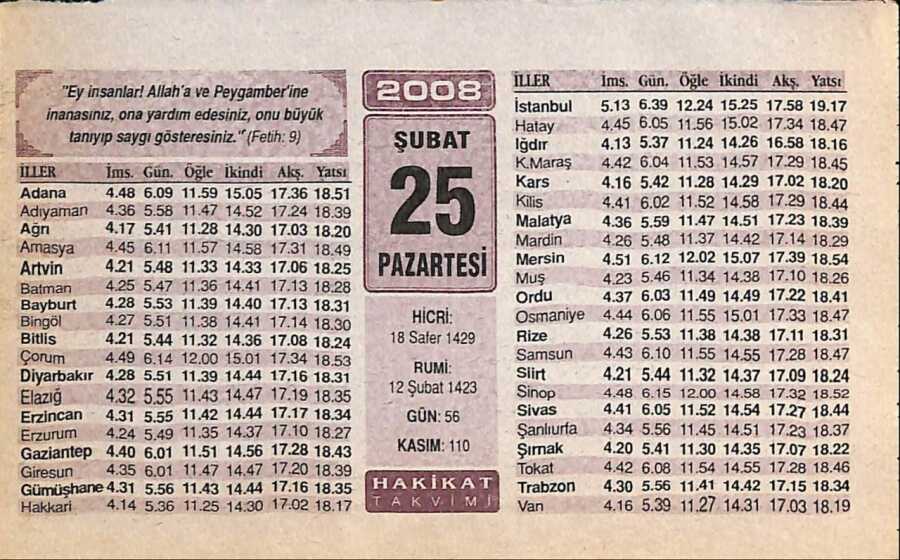 "Ey insanlar! Allah'a ve Peygamber'ine
inanasınız, ona yardım edesiniz, onu büyük
tanıyıp saygı gösteresiniz." (Fetih: 9)
İLLER İms. Gün. Öğle İkindi Akş. Yatsı
Adana 4.48 6.09 11.59 15.05 17.36 18.51
Adıyaman 4.36 5.58 11.47 14.52 17.24 18.39
Ağrı 4.17 5.41 11.28 14.30 17.03 18.20
Amasya 4.45 6.11 11.57 14.58 17.31 18.49
Artvin 4.21 5.48 11.33 14.33 17.06 18.25
Batman 4.25 5.47 11.36 14.41 17.13 18.28
Bayburt 4.28 5.53 11.39 14.40 17.13 18.31
Bingöl 4.27 5.51 11.38 14.41 17.14 18.30
Bitlis 4.21 5.44 11.32 14.36 17.08 18.24
Çorum 4.49 6.14 12.00 15.01 17.34 18.53
Diyarbakır 4.28 5.51 11.39 14.44 17.16 18.31
Elazığ 4.32 5.55 11.43 14.47 17.19 18.35
Erzincan 4.31 5.55 11.42 14.44 17.17 18.34
Erzurum 4.24 5.49 11.35 14.37 17.10 18.27
Gaziantep 4.40 6.01 11.51 14.56 17.28 18.43
Giresun 4.35 6.01 11.47 14.47 17.20 18.39
Gümüşhane 4.31 5.56 11.43 14.44 17.16 18.35
Hakkari 4.14 5.36 11.25 14.30 17.02 18.17
2008
ŞUBAT
25
PAZARTESİ
HİCRİ:
18 Safer 1429
RUMİ:
12 Şubat 1423
GÜN: 56
KASIM: 110
HAKİKAT
TAKVİMİ
İLLER İms. Gün. Öğle İkindi Akş. Yatsı
İstanbul 5.13 6.39 12.24 15.25 17.58 19.17
Hatay 4.45 6.05 11.56 15.02 17.34 18.47
Iğdır 4.13 5.37 11.24 14.26 16.58 18.16
K.Maraş 4.42 6.04 11.53 14.57 17.29 18.45
Kars 4.16 5.42 11.28 14.29 17.02 18.20
Kilis 4.41 6.02 11.52 14.58 17.29 18.44
Malatya 4.36 5.59 11.47 14.51 17.23 18.39
Mardin 4.26 5.48 11.37 14.42 17.14 18.29
Mersin 4.51 6.12 12.02 15.07 17.39 18.54
Muş 4.23 5.46 11.34 14.38 17.10 18.26
Ordu 4.37 6.03 11.49 14.49 17.22 18.41
Osmaniye 4.44 6.06 11.55 15.01 17.33 18.47
Rize 4.26 5.53 11.38 14.38 17.11 18.31
Samsun 4.43 6.10 11.55 14.55 17.28 18.47
Siirt 4.21 5.44 11.32 14.37 17.09 18.24
Sinop 4.48 6.15 12.00 14.58 17.32 18.52
Sivas 4.41 6.05 11.52 14.54 17.27 18.44
Şanlıurfa 4.34 5.56 11.45 14.51 17.23 18.37
Şırnak 4.20 5.41 11.30 14.35 17.07 18.22
Tokat 4.42 6.08 11.54 14.55 17.28 18.46
Trabzon 4.30 5.56 11.41 14.42 17.15 18.34
Van 4.16 5.39 11.27 14.31 17.03 18.19